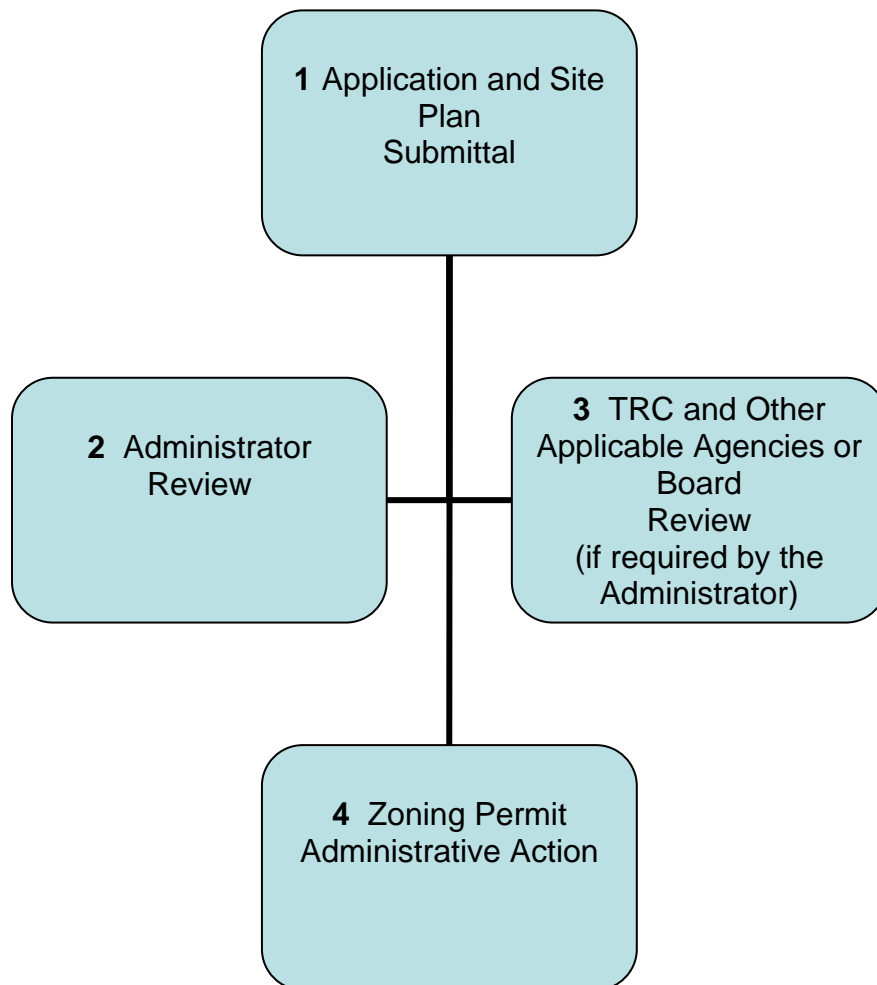 1 Application and Site
Plan
Submittal
2 Administrator
Review
3 TRC and Other
Applicable Agencies or
Board
Review
(if required by the
Administrator)
4 Zoning Permit
Administrative Action